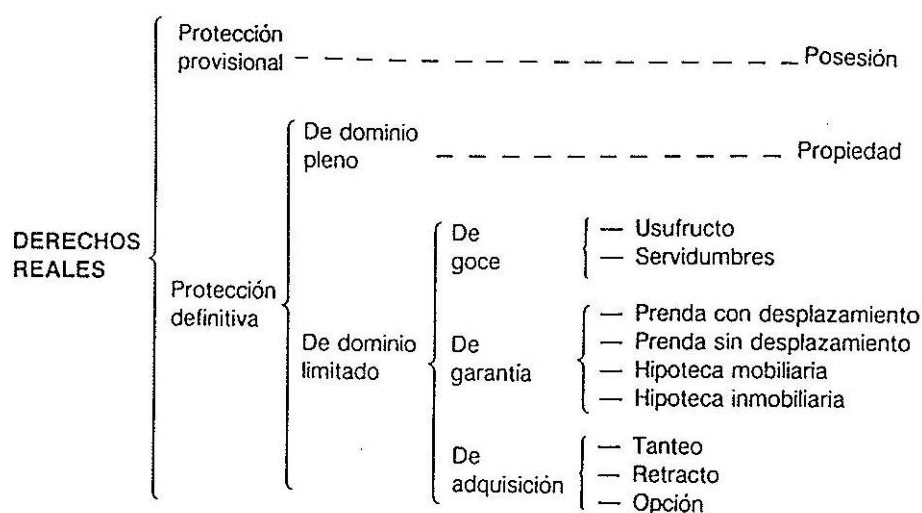 DERECHOS
REALES
Protección
provisional
Posesión
Protección
definitiva
De dominio
pleno
Propiedad
De dominio
limitado
De
goce
— Usufructo
— Servidumbres
De
garantía
— Prenda con desplazamiento
— Prenda sin desplazamiento
— Hipoteca mobiliaria
— Hipoteca inmobiliaria
De
adquisición
— Tanteo
— Retracto
— Opción